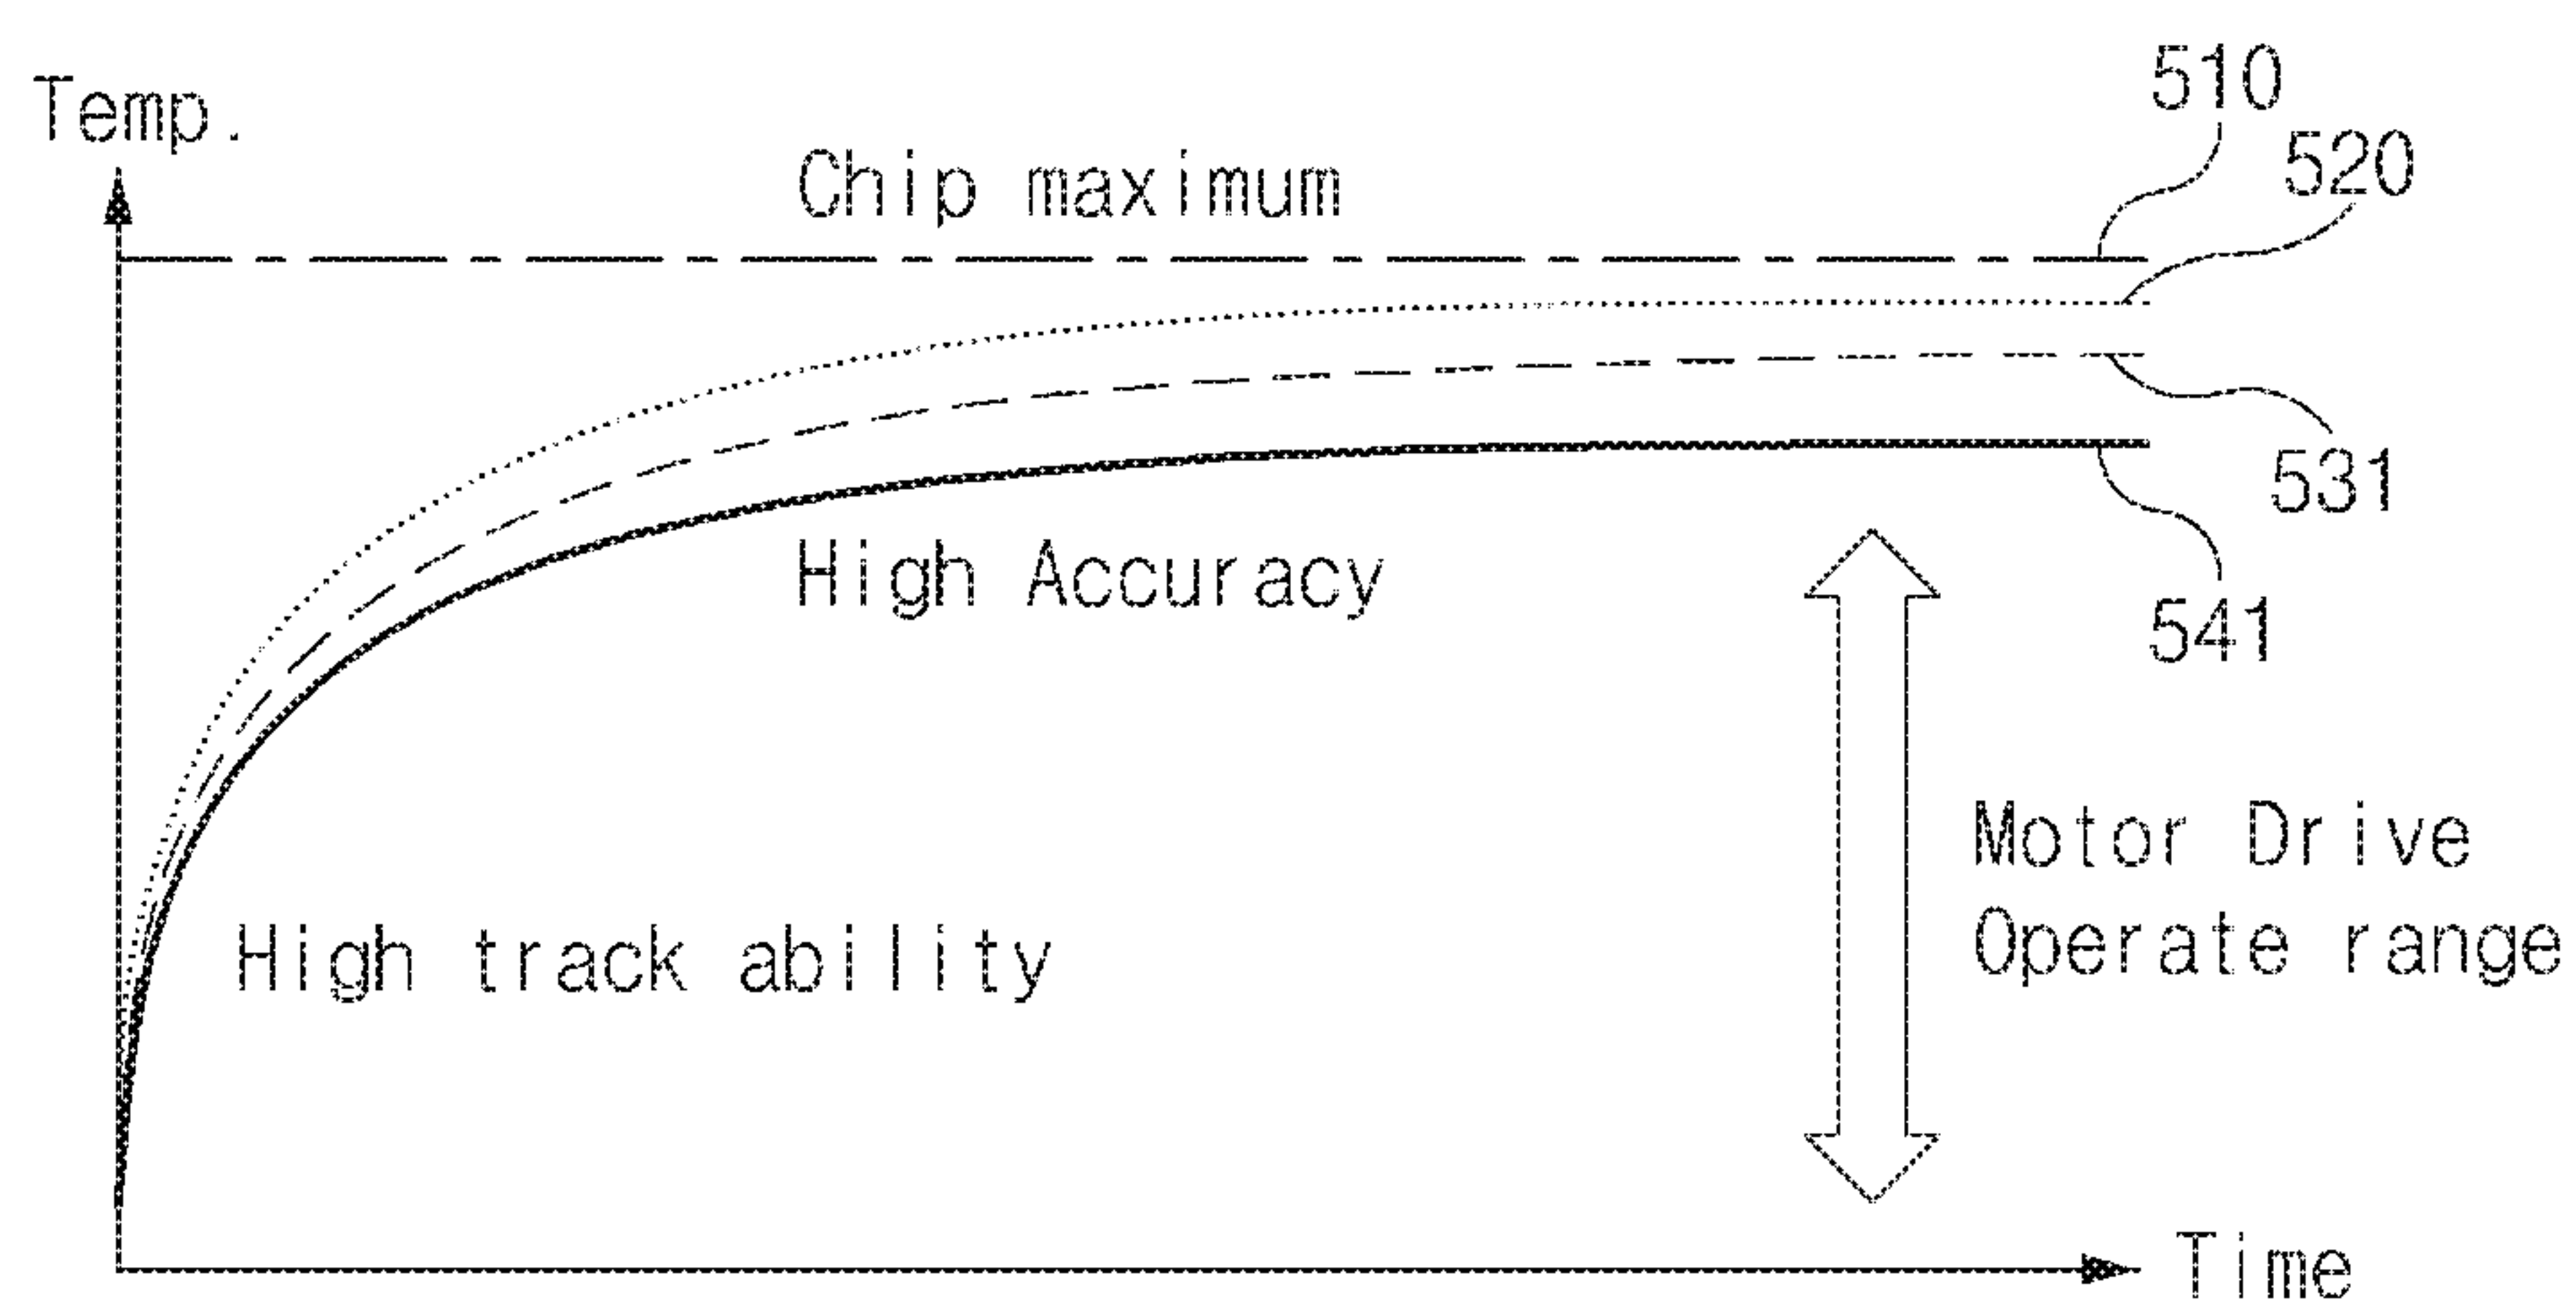 Temp.
Chip maximum
510
520
531
541
High Accuracy
High track ability
Motor Drive
Operate range
Time